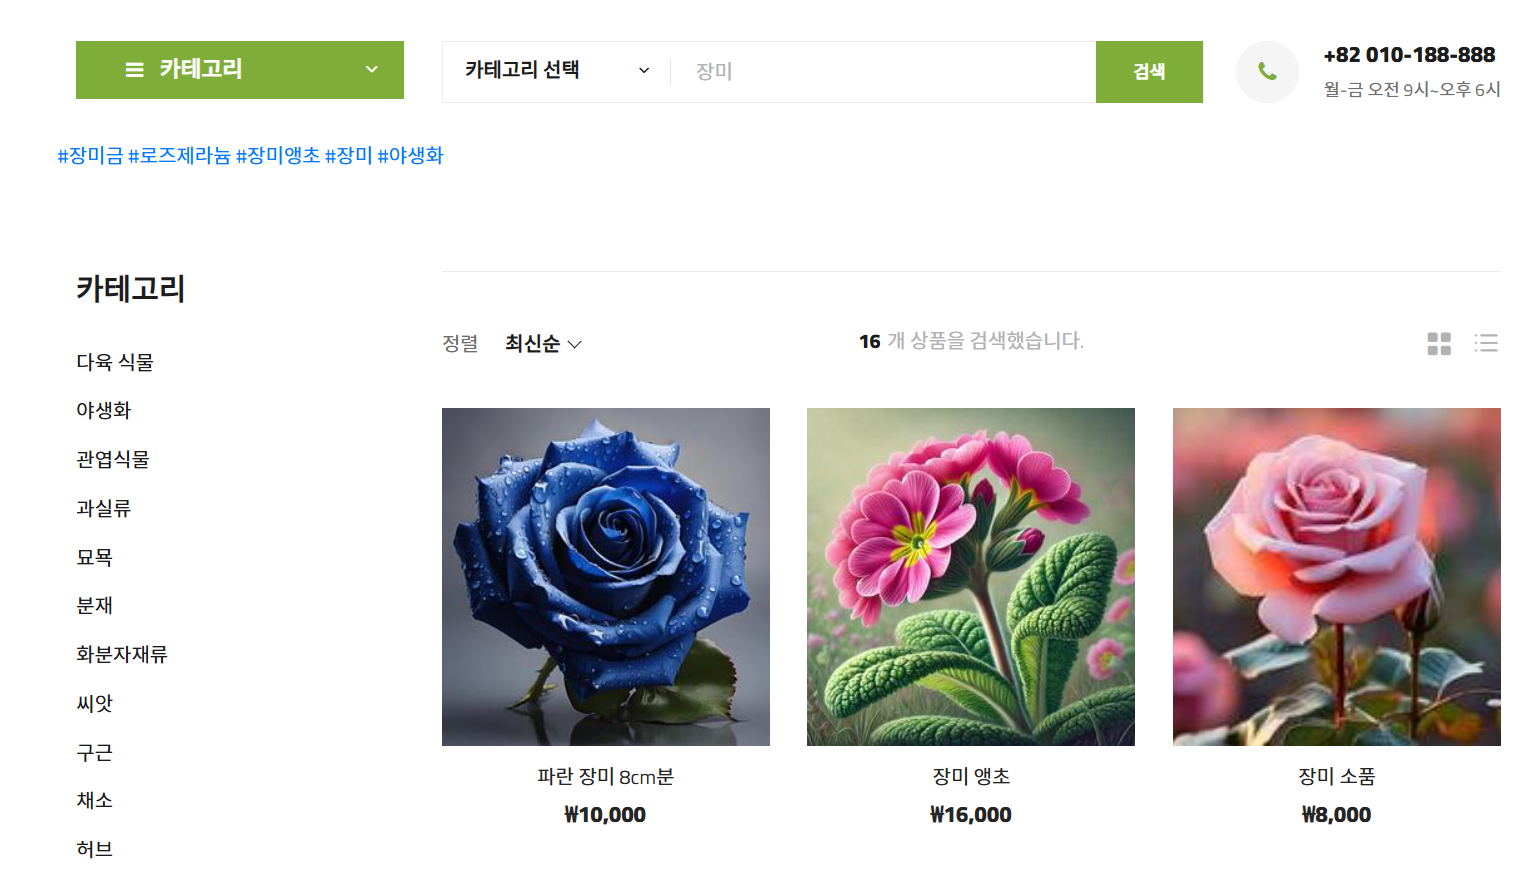 카테고리
카테고리 선택
장미
검색
+82 010-188-888
월-금 오전 9시~오후 6시
#장미금 #로즈제라늄 #장미앵초 #장미 #야생화
카테고리
다육 식물
야생화
관엽식물
과실류
묘목
분재
화분자재류
씨앗
구근
채소
허브
정렬
최신순
16 개 상품을 검색했습니다.
파란 장미 8cm분
₩10,000
장미 앵초
₩16,000
장미 소품
₩8,000